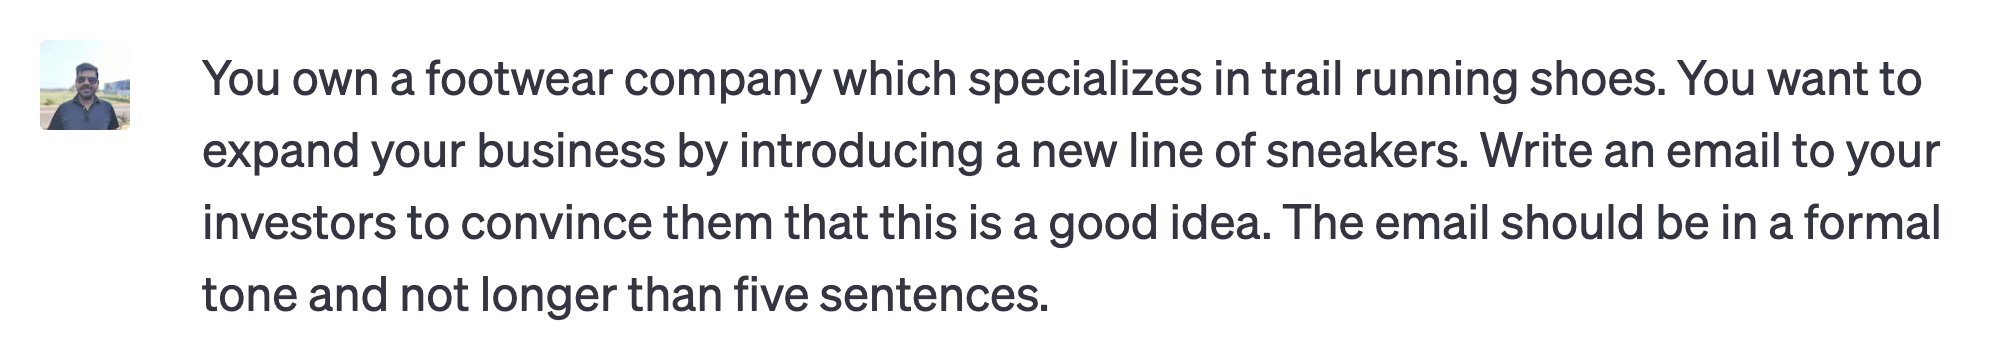 You own a footwear company which specializes in trail running shoes. You want to
expand your business by introducing a new line of sneakers. Write an email to your
investors to convince them that this is a good idea. The email should be in a formal
tone and not longer than five sentences.